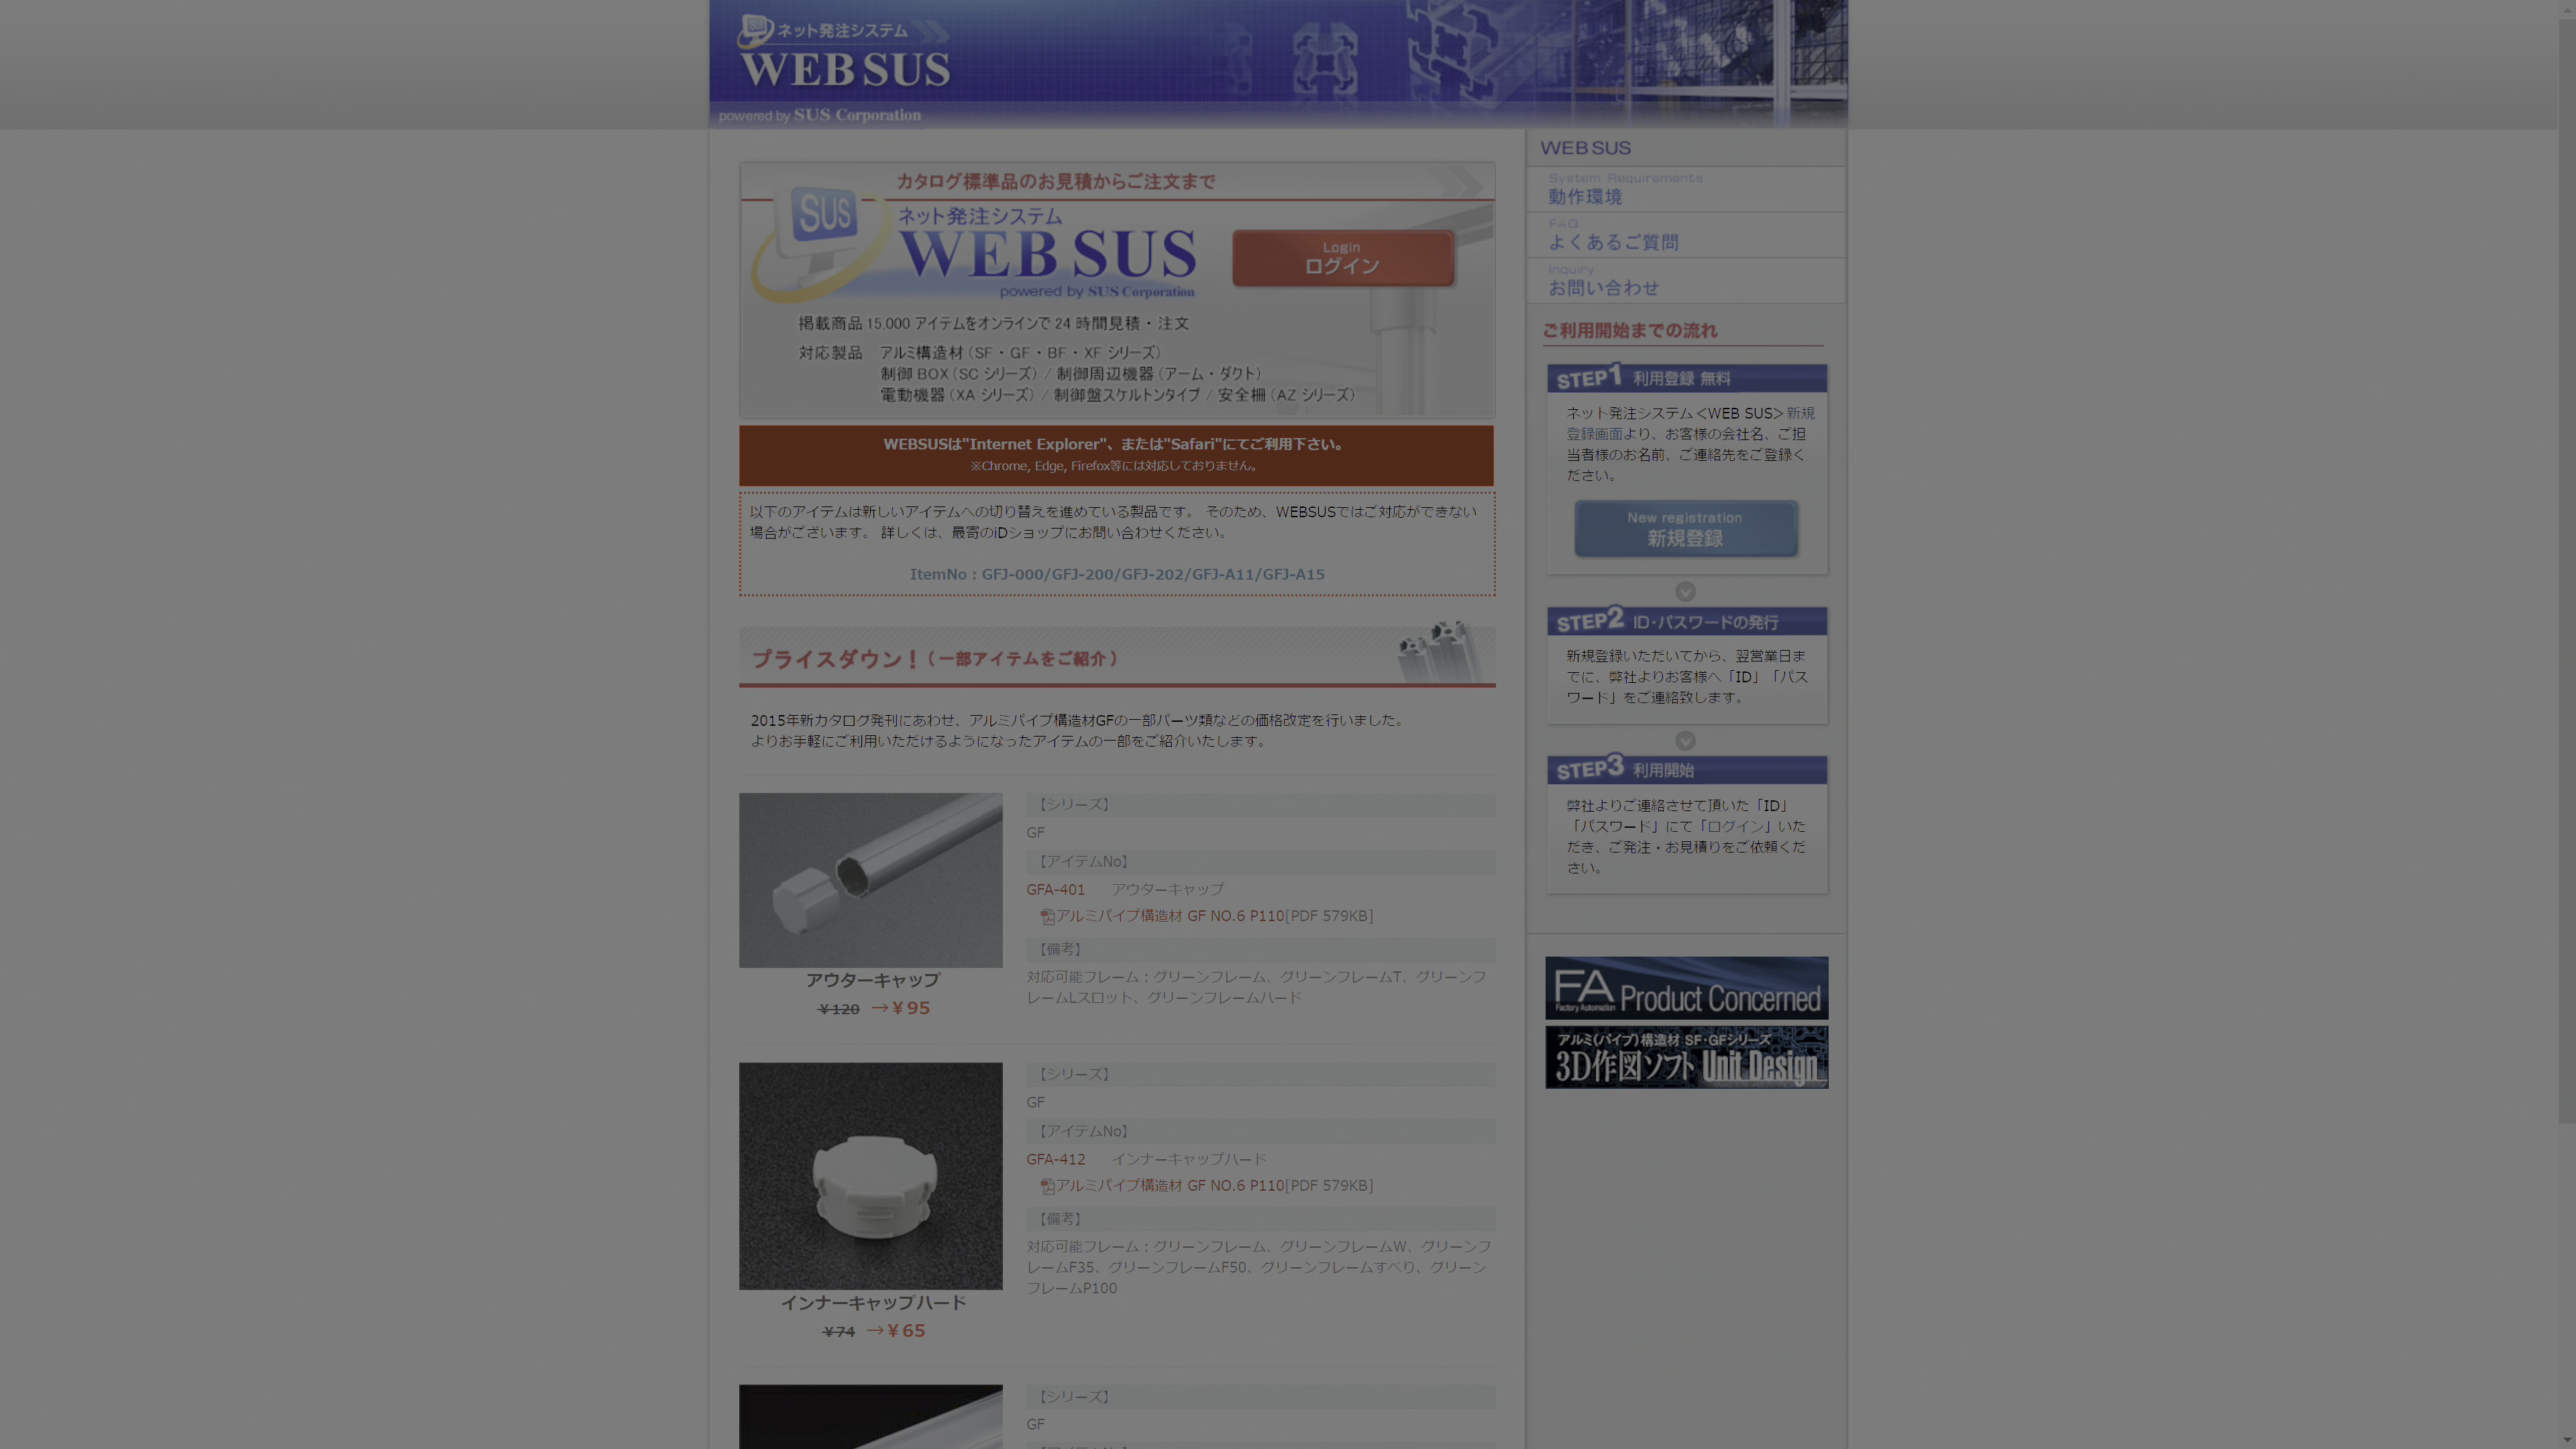 ネット発注システム
WEB SUS
powered by SUS Corporation
カタログ標準品のお見積からご注文まで
SUS
ネット発注システム
WEB SUS
powered by SUS Corporation
Login
ログイン
掲載商品 15.000 アイテムをオンラインで 24 時間見積・注文
対応製品 アルミ構造材（SF・GF・BF・XF シリーズ）
制御 BOX（SC シリーズ）/ 制御周辺機器（アーム・ダクト）
電動機器（XA シリーズ）/ 制御盤スケルトンタイプ / 安全柵（AZ シリーズ）
WEBSUSは"Internet Explorer"、または"Safari"にてご利用下さい。
※Chrome, Edge, Firefox等には対応しておりません。
以下のアイテムは新しいアイテムへの切り替えを進めている製品です。 そのため、WEBSUSではご対応ができない
場合がございます。 詳しくは、最寄のiDショップにお問い合わせください。
ItemNo : GFJ-000/GFJ-200/GFJ-202/GFJ-A11/GFJ-A15
プライスダウン！（一部アイテムをご紹介）
2015年新カタログ発刊にあわせ、アルミパイプ構造材GFの一部パーツ類などの価格改定を行いました。
よりお手軽にご利用いただけるようになったアイテムの一部をご紹介いたします。
アウターキャップ
￥120 →￥95
【シリーズ】
GF
【アイテムNo】
GFA-401 アウターキャップ
アルミパイプ構造材 GF NO.6 P110[PDF 579KB]
【備考】
対応可能フレーム：グリーンフレーム、グリーンフレームT、グリーンフ
レームLスロット、グリーンフレームハード
インナーキャップハード
￥74 →￥65
【シリーズ】
GF
【アイテムNo】
GFA-412 インナーキャップハード
アルミパイプ構造材 GF NO.6 P110[PDF 579KB]
【備考】
対応可能フレーム：グリーンフレーム、グリーンフレームW、グリーンフ
レームF35、グリーンフレームF50、グリーンフレームすべり、グリーン
フレームP100
【シリーズ】
GF
WEB SUS
System Requirements
動作環境
FAQ
よくあるご質問
Inquiry
お問い合わせ
ご利用開始までの流れ
STEP1 利用登録 無料
ネット発注システム＜WEB SUS＞新規
登録画面より、お客様の会社名、ご担
当者様のお名前、ご連絡先をご登録く
ださい。
New registration
新規登録
STEP2 ID・パスワードの発行
新規登録いただいてから、翌営業日ま
でに、弊社よりお客様へ「ID」「パス
ワード」をご連絡致します。
STEP3 利用開始
弊社よりご連絡させて頂いた「ID」
「パスワード」にて「ログイン」いた
だき、ご発注・お見積りをご依頼くだ
さい。
FA Product Concerned
Factory Automation
アルミ（パイプ）構造材 SF・GFシリーズ
3D作図ソフト Unit Design